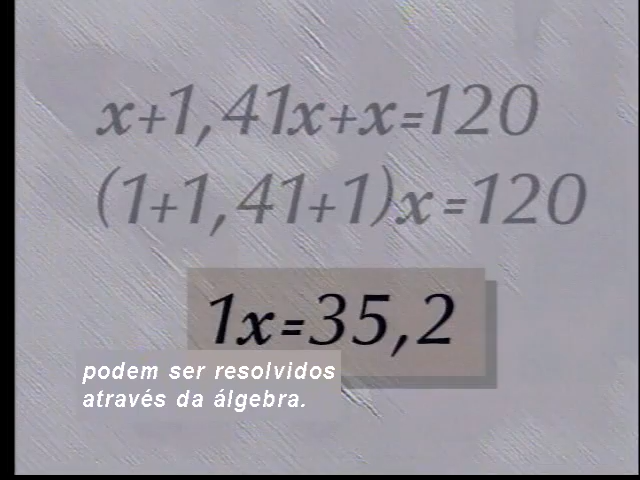 x+1,41x+x=120
(1+1,41+1)x=120
1x=35,2
podem ser resolvidos
através da álgebra.